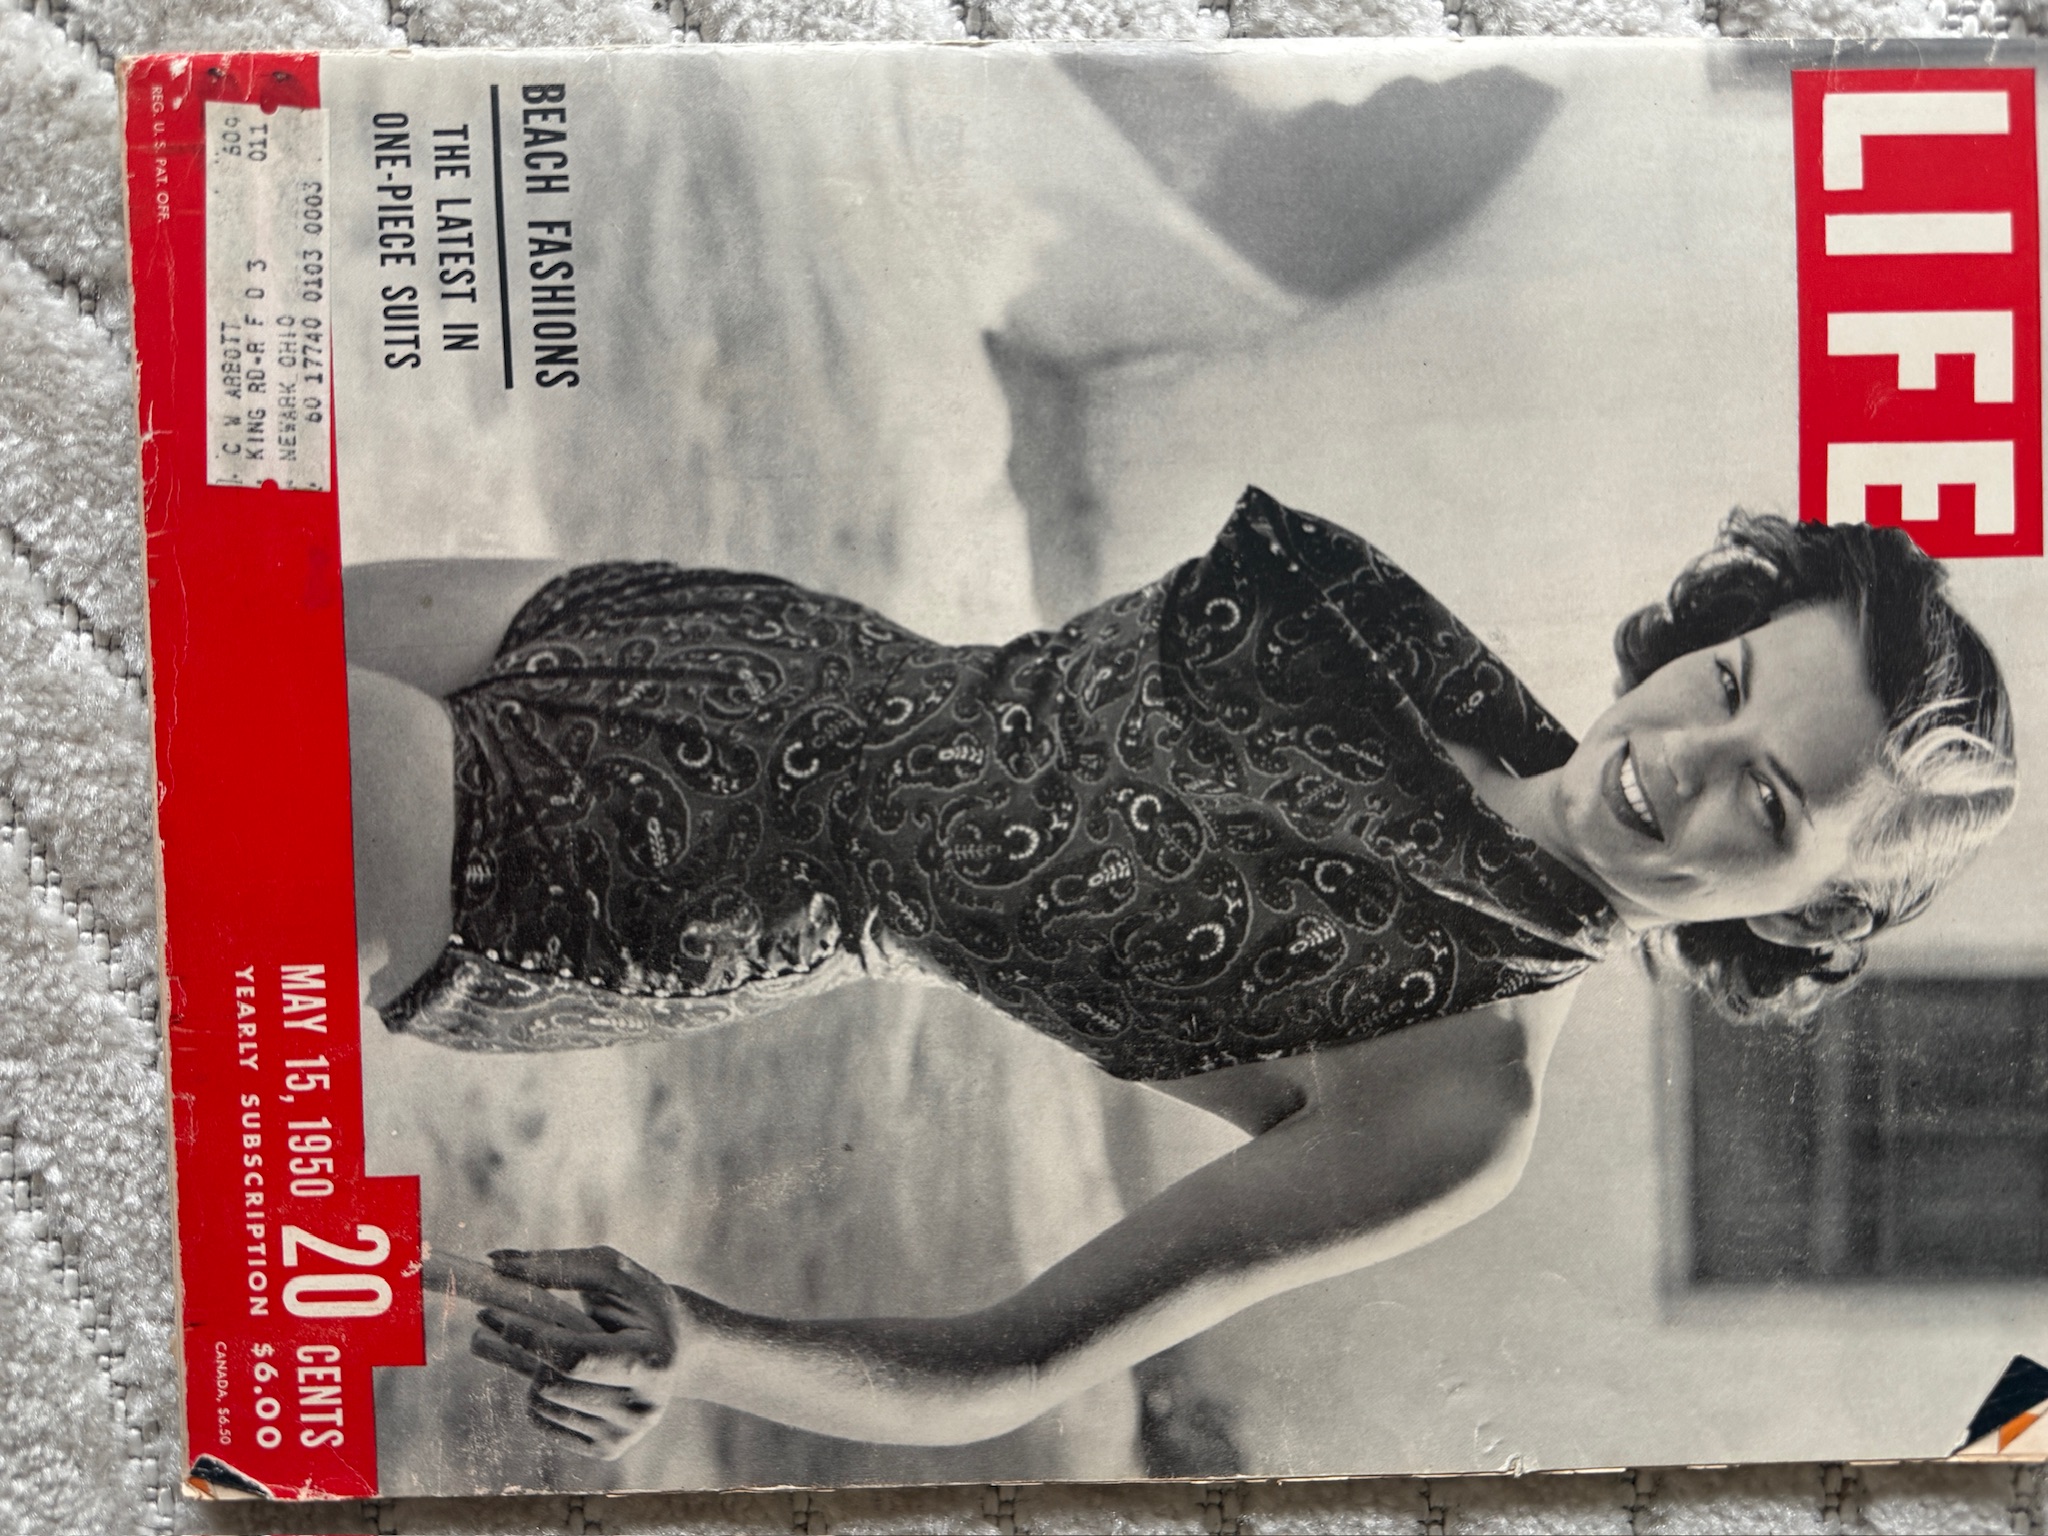 LIFE
BEACH FASHIONS
THE LATEST IN
ONE-PIECE SUITS
60 17740 0103 0003
NEWARK OHIO
KING RD-R F D 3
011
C W ABBOTT
609
REG. U. S. PAT. OFF.
MAY 15, 1950 20 CENTS
YEARLY SUBSCRIPTION $6.00
CANADA, $6.50